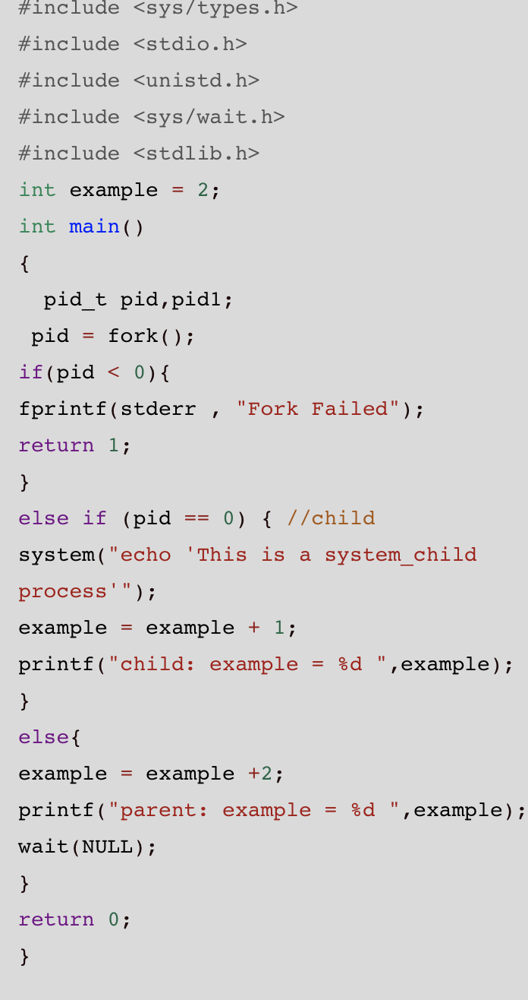 #include <sys/types.h>
#include <stdio.h>
#include <unistd.h>
#include <sys/wait.h>
#include <stdlib.h>
int example = 2;
int main()
{
  pid_t pid,pid1;
 pid = fork();
if(pid < 0){
fprintf(stderr , "Fork Failed");
return 1;
}
else if (pid == 0) { //child
system("echo 'This is a system_child
process'");
example = example + 1;
printf("child: example = %d ",example);
}
else{
example = example +2;
printf("parent: example = %d ",example);
wait(NULL);
}
return 0;
}